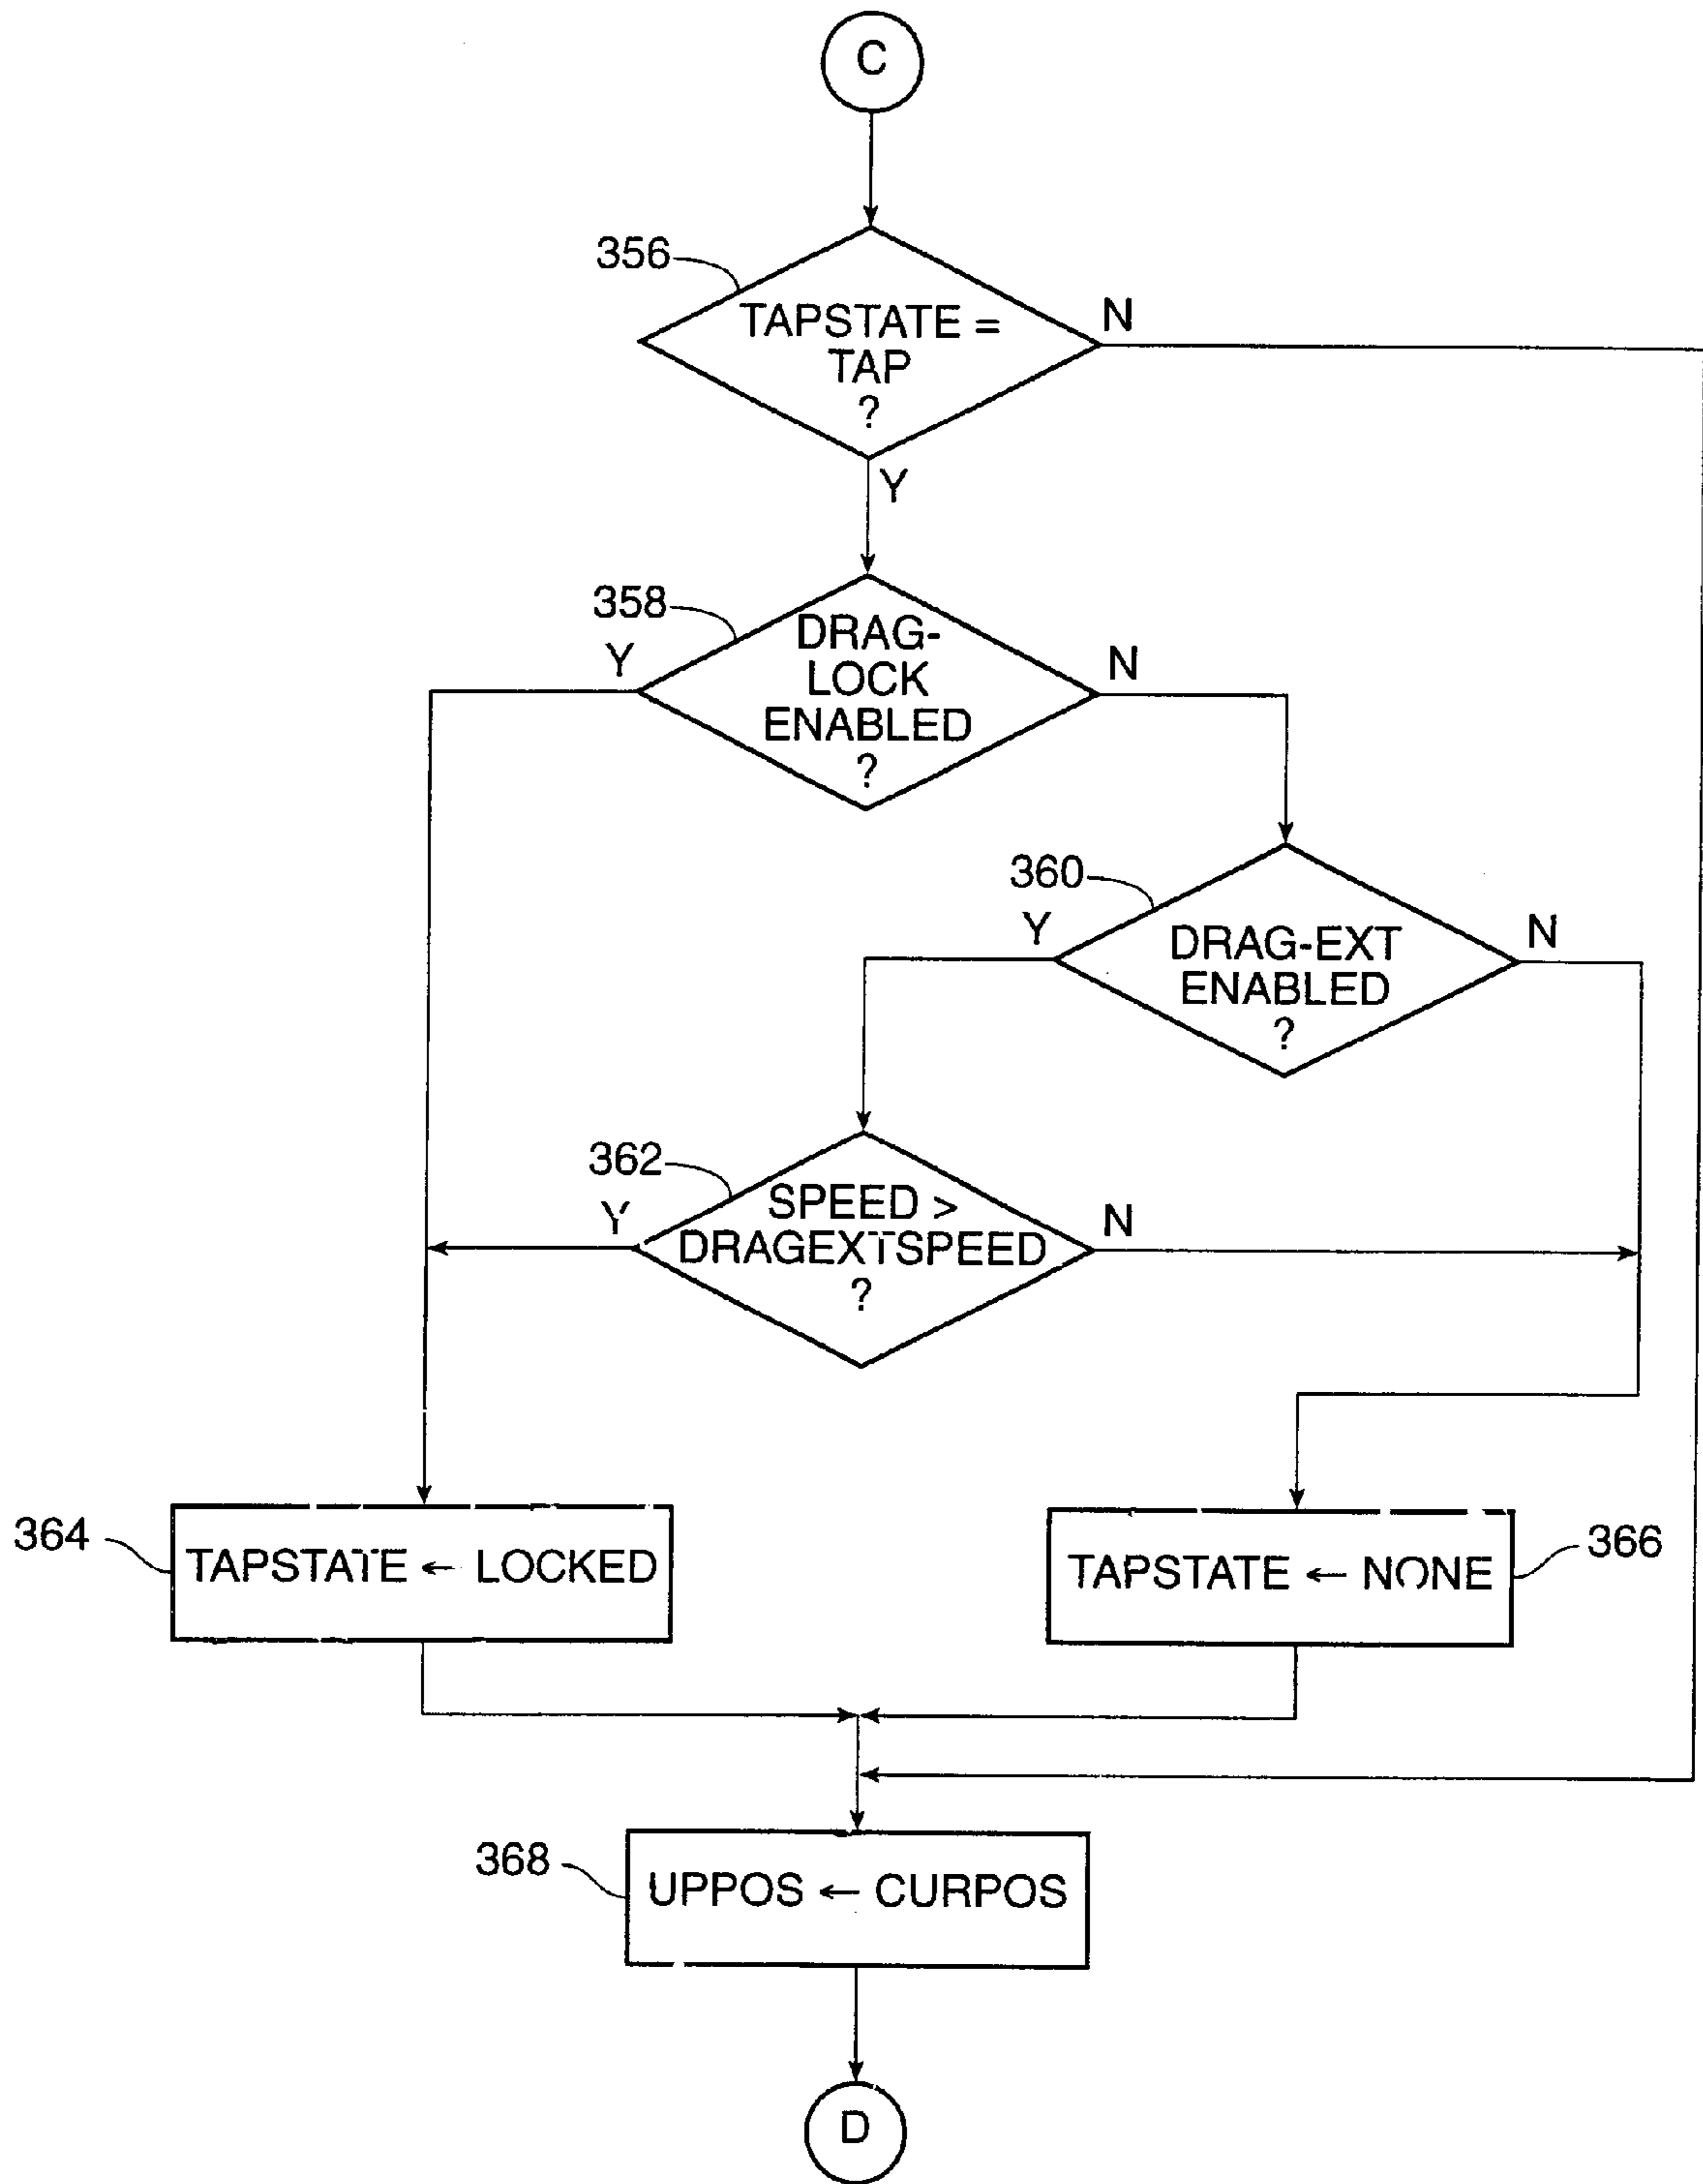 C
356
TAPSTATE =
TAP
?
N
Y
358
DRAG-
LOCK
ENABLED
?
Y
N
360
DRAG-EXT
ENABLED
?
Y
N
362
SPEED >
DRAGEXTSPEED
?
Y
N
364
TAPSTATE ← LOCKED
TAPSTATE ← NONE
366
368
UPPOS ← CURPOS
D